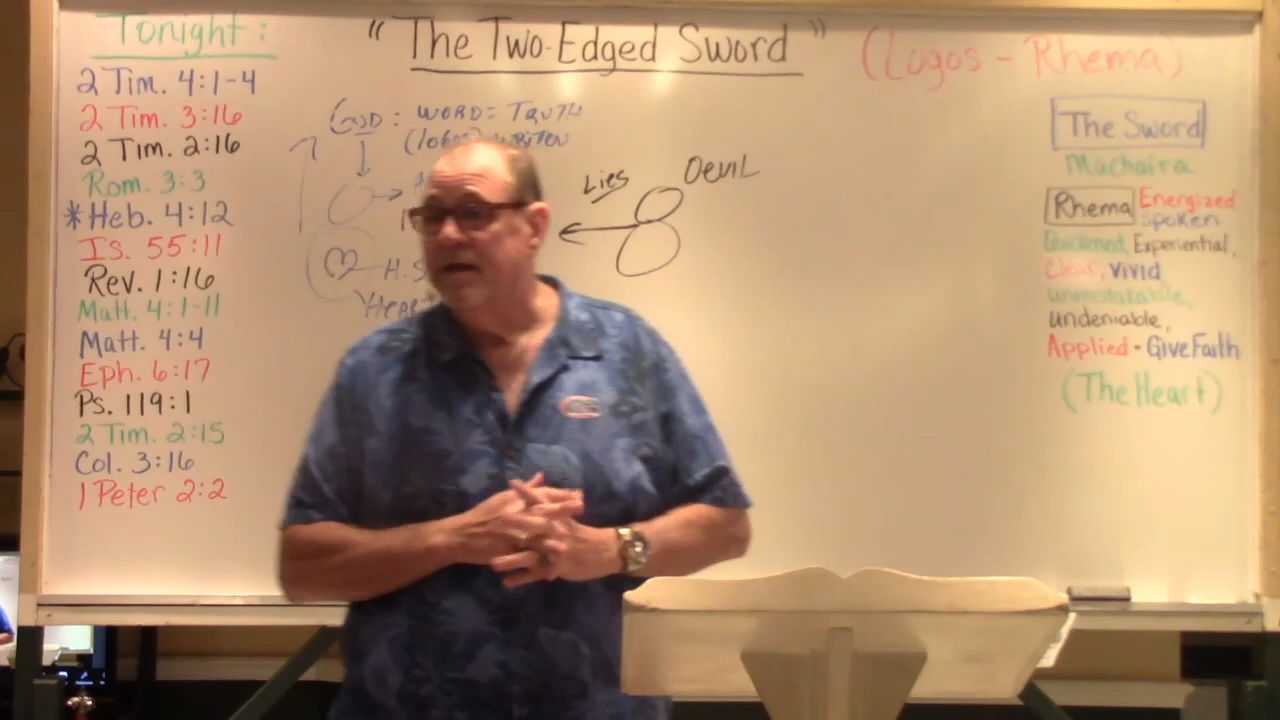 Tonight:
2 Tim. 4:1-4
2 Tim. 3:16
2 Tim. 2:16
Rom. 3:3
*Heb. 4:12
Is. 55:11
Rev. 1:16
Matt. 4:1-11
Matt. 4:4
Eph. 6:17
Ps. 119:1
2 Tim. 2:15
Col. 3:16
1 Peter 2:2
"The Two-Edged Sword"
(Logos - Rhema)
GOD: WORD = TRUTH
(logos)
Lies
Devil
H.S
The Sword
Machaira
Rhema Energized
spoken
Quickened, Experiential,
Clear, Vivid
unmistakable,
undeniable,
Applied - Give Faith
(The Heart)